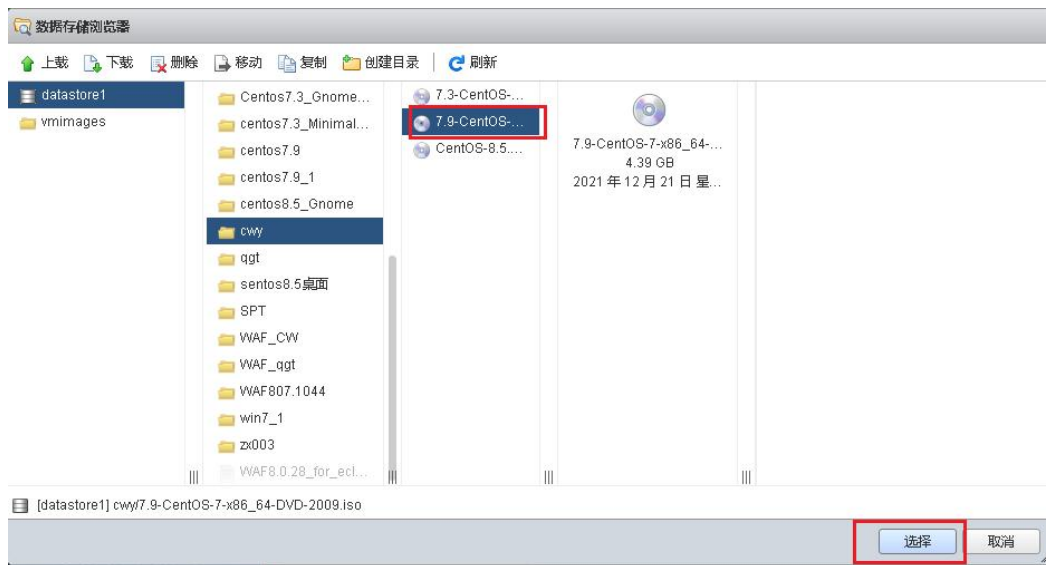 数据存储浏览器
上载 下载 删除 移动 复制 创建目录 刷新
datastore1
vmimages
Centos7.3_Gnome...
centos7.3_Minimal...
centos7.9
centos7.9_1
centos8.5_Gnome
cwy
qgt
sentos8.5桌面
SPT
WAF_CW
WAF_qgt
WAF807.1044
win7_1
zx003
WAF8.0.28_for_ecl...
7.3-CentOS-...
7.9-CentOS-...
CentOS-8.5....
7.9-CentOS-7-x86_64-...
4.39 GB
2021 年 12 月 21 日 星...
[datastore1] cwy/7.9-CentOS-7-x86_64-DVD-2009.iso
选择 取消